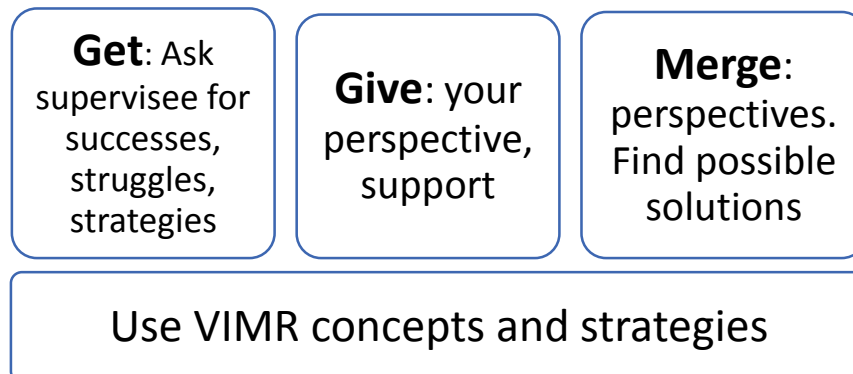 Get: Ask
supervisee for
successes,
struggles,
strategies
Give: your
perspective,
support
Merge:
perspectives.
Find possible
solutions
Use VIMR concepts and strategies